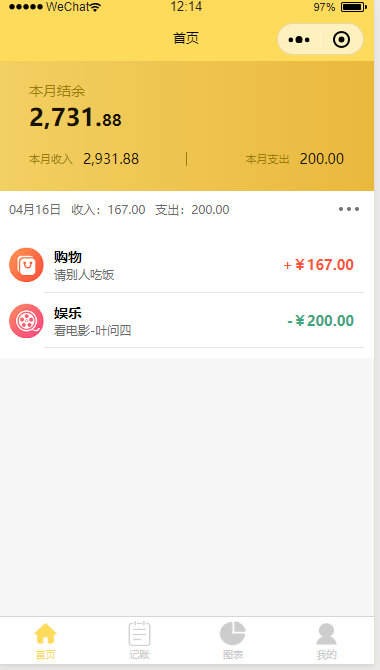 ●●●●● WeChat 12:14 97%
首页
本月结余
2,731.88
本月收入 2,931.88 | 本月支出 200.00
04月16日 收入：167.00 支出：200.00
购物
请别人吃饭
+¥167.00
娱乐
看电影-叶问四
-¥200.00
首页 记账 图表 我的